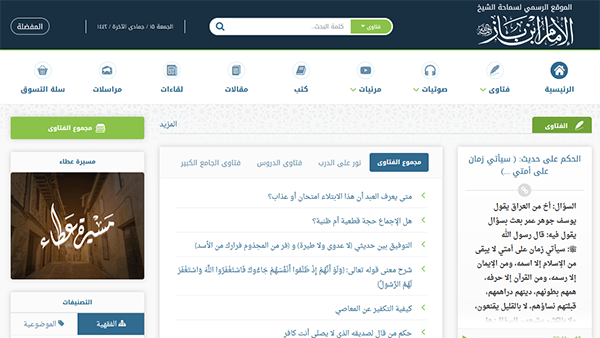 الموقع الرسمي لسماحة الشيخ
الإمام ابن باز
فتاوى
كلمة البحث..
الجمعة ١٥ / جمادى الآخرة / ١٤٤٢
المفضلة
الرئيسية
فتاوى
صوتيات
مرئيات
كتب
مقالات
لقاءات
مراسلات
سلة التسوق
الفتاوى
المزيد
الحكم على حديث: ( سيأتي زمان
على أمتي ...)
السؤال: أخ من العراق يقول
يوسف جوهر عمر بعث بسؤال
يقول فيه: قال رسول الله
ﷺ: سيأتي زمان على أمتي لا يبقى
من الإسلام إلا اسمه، ومن الإيمان
إلا رسمه، ومن القرآن إلا حرفه،
همهم بطونهم، دينهم دراهمهم،
قبلتهم نساؤهم، لا بالقليل يقنعون،
مجموع الفتاوى
نور على الدرب
فتاوى الدروس
فتاوى الجامع الكبير
متى يعرف العبد أن هذا الابتلاء امتحان أو عذاب؟
هل الإجماع حجة قطعية أم ظنية؟
التوفيق بين حديثي (لا عدوى ولا طيرة) و (فر من المجذوم فرارك من الأسد)
شرح معنى قوله تعالى: (وَلَوْ أَنَّهُمْ إِذْ ظَلَمُوا أَنْفُسَهُمْ جَاءُوكَ فَاسْتَغْفَرُوا اللَّهَ وَاسْتَغْفَرَ
لَهُمُ الرَّسُولُ)
كيفية التكفير عن المعاصي
حكم من قال لصديقه الذي لا يصلي أنت كافر
مجموع الفتاوى
مسيرة عطاء
مسيرة عطاء
التصنيفات
الفقهية
الموضوعية